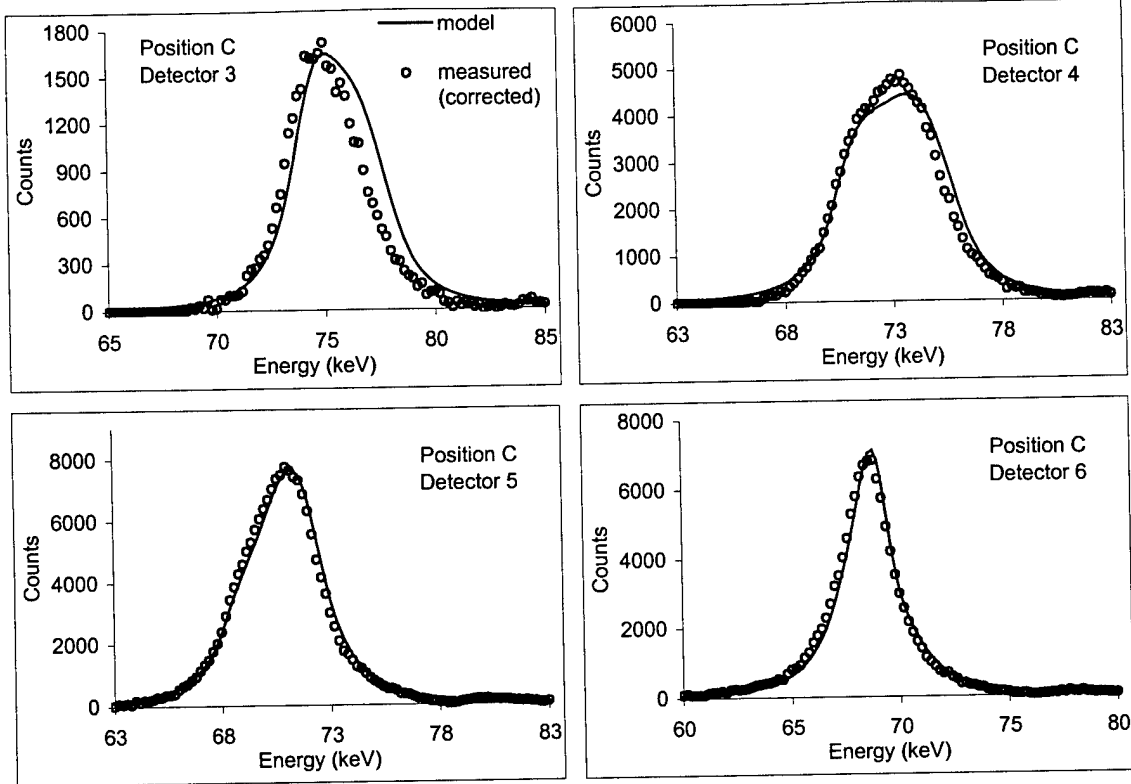 1800
1500
1200
900
600
300
0
Counts
Position C
Detector 3
model
measured
(corrected)
65
70
75
80
85
Energy (keV)
6000
5000
4000
3000
2000
1000
0
Counts
Position C
Detector 4
63
68
73
78
83
Energy (keV)
8000
6000
4000
2000
0
Counts
Position C
Detector 5
63
68
73
78
83
Energy (keV)
8000
6000
4000
2000
0
Counts
Position C
Detector 6
60
65
70
75
80
Energy (keV)